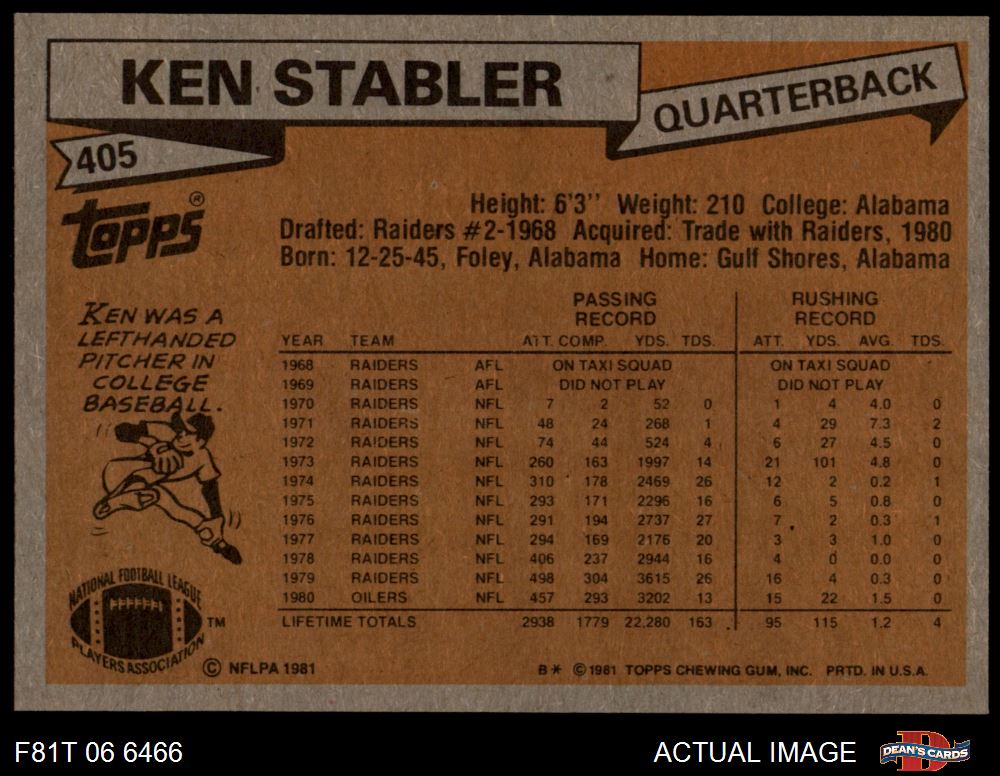 KEN STABLER
QUARTERBACK
405
Topps®
Height: 6'3'' Weight: 210 College: Alabama
Drafted: Raiders #2-1968 Acquired: Trade with Raiders, 1980
Born: 12-25-45, Foley, Alabama Home: Gulf Shores, Alabama
KEN WAS A
LEFTHANDED
PITCHER IN
COLLEGE
BASEBALL.
PASSING RUSHING
RECORD RECORD
YEAR TEAM ATT. COMP. YDS. TDS. ATT. YDS. AVG. TDS.
1968 RAIDERS AFL ON TAXI SQUAD ON TAXI SQUAD
1969 RAIDERS AFL DID NOT PLAY DID NOT PLAY
1970 RAIDERS NFL 7 2 52 0 1 4 4.0 0
1971 RAIDERS NFL 48 24 268 1 4 29 7.3 2
1972 RAIDERS NFL 74 44 524 4 6 27 4.5 0
1973 RAIDERS NFL 260 163 1997 14 21 101 4.8 0
1974 RAIDERS NFL 310 178 2469 26 12 2 0.2 1
1975 RAIDERS NFL 293 171 2296 16 6 5 0.8 0
1976 RAIDERS NFL 291 194 2737 27 7 2 0.3 1
1977 RAIDERS NFL 294 169 2176 20 3 3 1.0 0
1978 RAIDERS NFL 406 237 2944 16 4 0 0.0 0
1979 RAIDERS NFL 498 304 3615 26 16 4 0.3 0
1980 OILERS NFL 457 293 3202 13 15 22 1.5 0
LIFETIME TOTALS 2938 1779 22,280 163 95 115 1.2 4
NATIONAL FOOTBALL LEAGUE
PLAYERS ASSOCIATION
TM
© NFLPA 1981
B* © 1981 TOPPS CHEWING GUM, INC. PRTD. IN U.S.A.
F81T 06 6466
ACTUAL IMAGE
D
DEAN'S CARDS